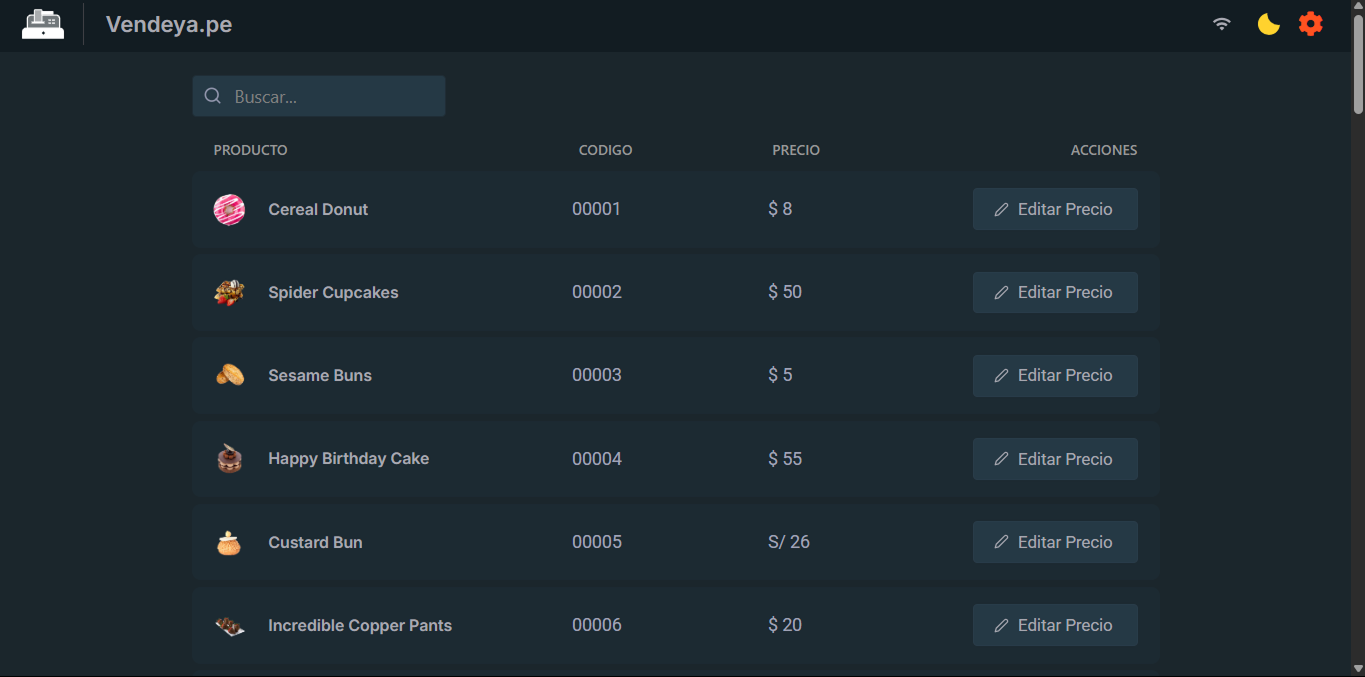 Vendeya.pe
Buscar...
PRODUCTO CODIGO PRECIO ACCIONES
Cereal Donut 00001 $ 8 Editar Precio
Spider Cupcakes 00002 $ 50 Editar Precio
Sesame Buns 00003 $ 5 Editar Precio
Happy Birthday Cake 00004 $ 55 Editar Precio
Custard Bun 00005 S/ 26 Editar Precio
Incredible Copper Pants 00006 $ 20 Editar Precio